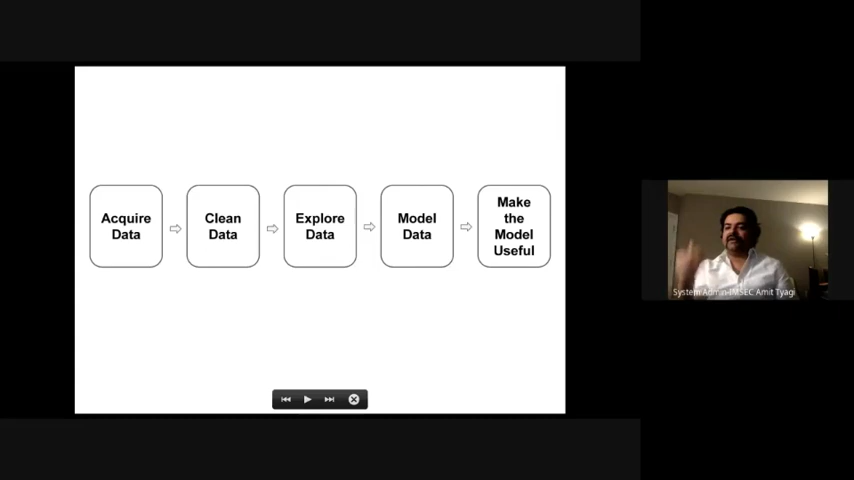 Acquire
Data
Clean
Data
Explore
Data
Model
Data
Make
the
Model
Useful
System Admin-IMSEC Amit Tyagi